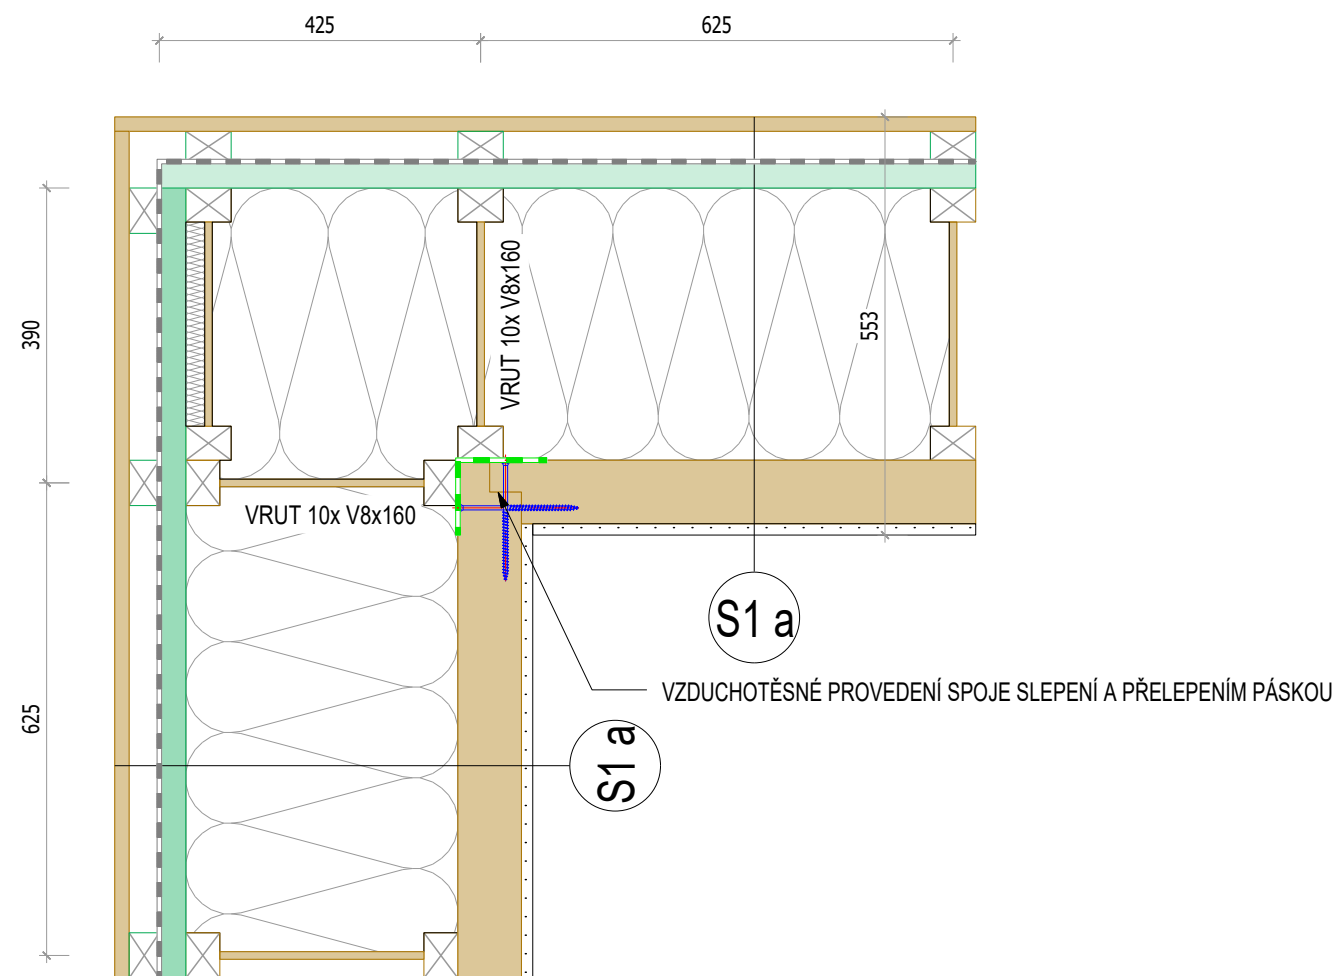 425
625
390
VRUT 10x V8x160
553
VRUT 10x V8x160
S1 a
VZDUCHOTĚSNÉ PROVEDENÍ SPOJE SLEPENÍ A PŘELEPENÍM PÁSKOU
625
S1 a